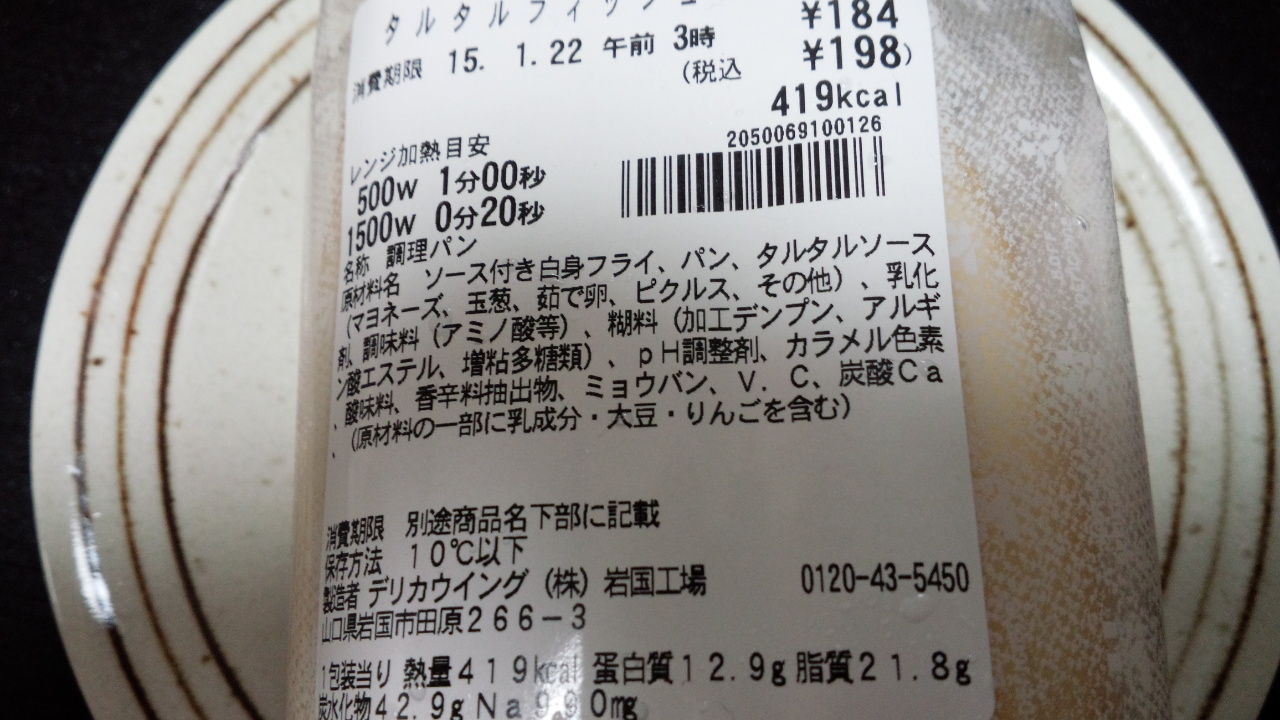 タルタルフィッシュ ¥184
消費期限 15. 1.22 午前 3時 (税込 ¥198)
419kcal
2050069100126
レンジ加熱目安
500w 1分00秒
1500w 0分20秒
名称 調理パン
原材料名 ソース付き白身フライ、パン、タルタルソース
(マヨネーズ、玉葱、茹で卵、ピクルス、その他)、乳化
剤、調味料(アミノ酸等)、糊料(加工デンプン、アルギ
ン酸エステル、増粘多糖類)、pH調整剤、カラメル色素
、酸味料、香辛料抽出物、ミョウバン、V.C、炭酸Ca
、(原材料の一部に乳成分・大豆・りんごを含む)
消費期限 別途商品名下部に記載
保存方法 10℃以下
製造者 デリカウイング(株)岩国工場 0120-43-5450
山口県岩国市田原266-3
1包装当り 熱量419kcal 蛋白質12.9g 脂質21.8g
炭水化物42.9g Na